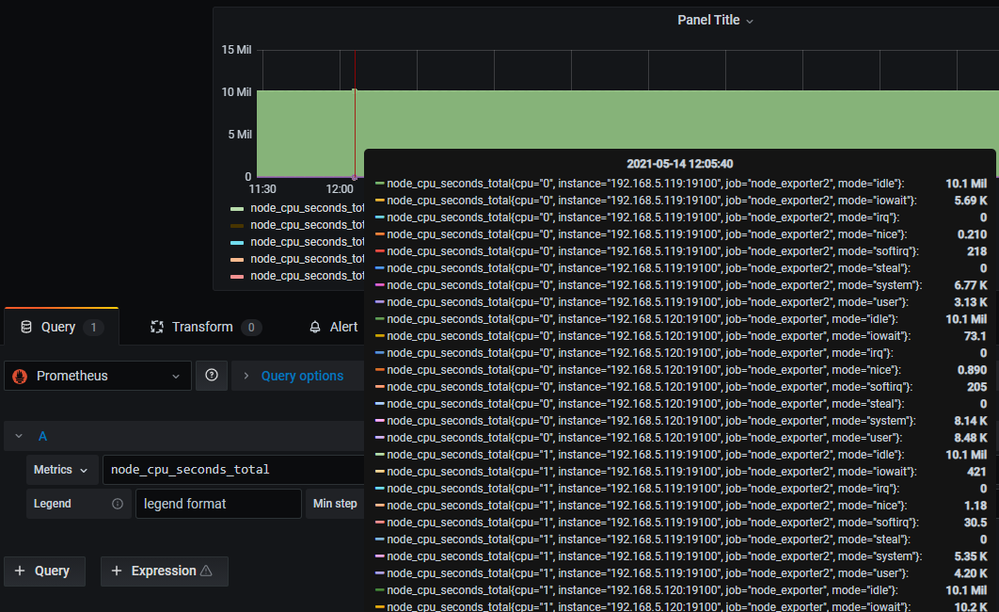 Panel Title
15 Mil
10 Mil
5 Mil
0
11:30 12:00
2021-05-14 12:05:40
node_cpu_seconds_total{cpu="0", instance="192.168.5.119:19100", job="node_exporter2", mode="idle"}: 10.1 Mil
node_cpu_seconds_total{cpu="0", instance="192.168.5.119:19100", job="node_exporter2", mode="iowait"}: 5.69 K
node_cpu_seconds_total{cpu="0", instance="192.168.5.119:19100", job="node_exporter2", mode="irq"}: 0
node_cpu_seconds_total{cpu="0", instance="192.168.5.119:19100", job="node_exporter2", mode="nice"}: 0.210
node_cpu_seconds_total{cpu="0", instance="192.168.5.119:19100", job="node_exporter2", mode="softirq"}: 218
node_cpu_seconds_total{cpu="0", instance="192.168.5.119:19100", job="node_exporter2", mode="steal"}: 0
node_cpu_seconds_total{cpu="0", instance="192.168.5.119:19100", job="node_exporter2", mode="system"}: 6.77 K
node_cpu_seconds_total{cpu="0", instance="192.168.5.119:19100", job="node_exporter2", mode="user"}: 3.13 K
node_cpu_seconds_total{cpu="0", instance="192.168.5.120:19100", job="node_exporter", mode="idle"}: 10.1 Mil
node_cpu_seconds_total{cpu="0", instance="192.168.5.120:19100", job="node_exporter", mode="iowait"}: 73.1
node_cpu_seconds_total{cpu="0", instance="192.168.5.120:19100", job="node_exporter", mode="irq"}: 0
node_cpu_seconds_total{cpu="0", instance="192.168.5.120:19100", job="node_exporter", mode="nice"}: 0.890
node_cpu_seconds_total{cpu="0", instance="192.168.5.120:19100", job="node_exporter", mode="softirq"}: 205
node_cpu_seconds_total{cpu="0", instance="192.168.5.120:19100", job="node_exporter", mode="steal"}: 0
node_cpu_seconds_total{cpu="0", instance="192.168.5.120:19100", job="node_exporter", mode="system"}: 8.14 K
node_cpu_seconds_total{cpu="0", instance="192.168.5.120:19100", job="node_exporter", mode="user"}: 8.48 K
node_cpu_seconds_total{cpu="1", instance="192.168.5.119:19100", job="node_exporter2", mode="idle"}: 10.1 Mil
node_cpu_seconds_total{cpu="1", instance="192.168.5.119:19100", job="node_exporter2", mode="iowait"}: 421
node_cpu_seconds_total{cpu="1", instance="192.168.5.119:19100", job="node_exporter2", mode="irq"}: 0
node_cpu_seconds_total{cpu="1", instance="192.168.5.119:19100", job="node_exporter2", mode="nice"}: 1.18
node_cpu_seconds_total{cpu="1", instance="192.168.5.119:19100", job="node_exporter2", mode="softirq"}: 30.5
node_cpu_seconds_total{cpu="1", instance="192.168.5.119:19100", job="node_exporter2", mode="steal"}: 0
node_cpu_seconds_total{cpu="1", instance="192.168.5.119:19100", job="node_exporter2", mode="system"}: 5.35 K
node_cpu_seconds_total{cpu="1", instance="192.168.5.119:19100", job="node_exporter2", mode="user"}: 4.20 K
node_cpu_seconds_total{cpu="1", instance="192.168.5.120:19100", job="node_exporter", mode="idle"}: 10.1 Mil
node_cpu_seconds_total{cpu="1", instance="192.168.5.120:19100", job="node_exporter", mode="iowait"}: 10.2 K
node_cpu_seconds_tot
node_cpu_seconds_tot
node_cpu_seconds_tot
node_cpu_seconds_tot
node_cpu_seconds_tot
Query 1 Transform 0 Alert
Prometheus Query options
A
Metrics node_cpu_seconds_total
Legend legend format Min step
+ Query + Expression